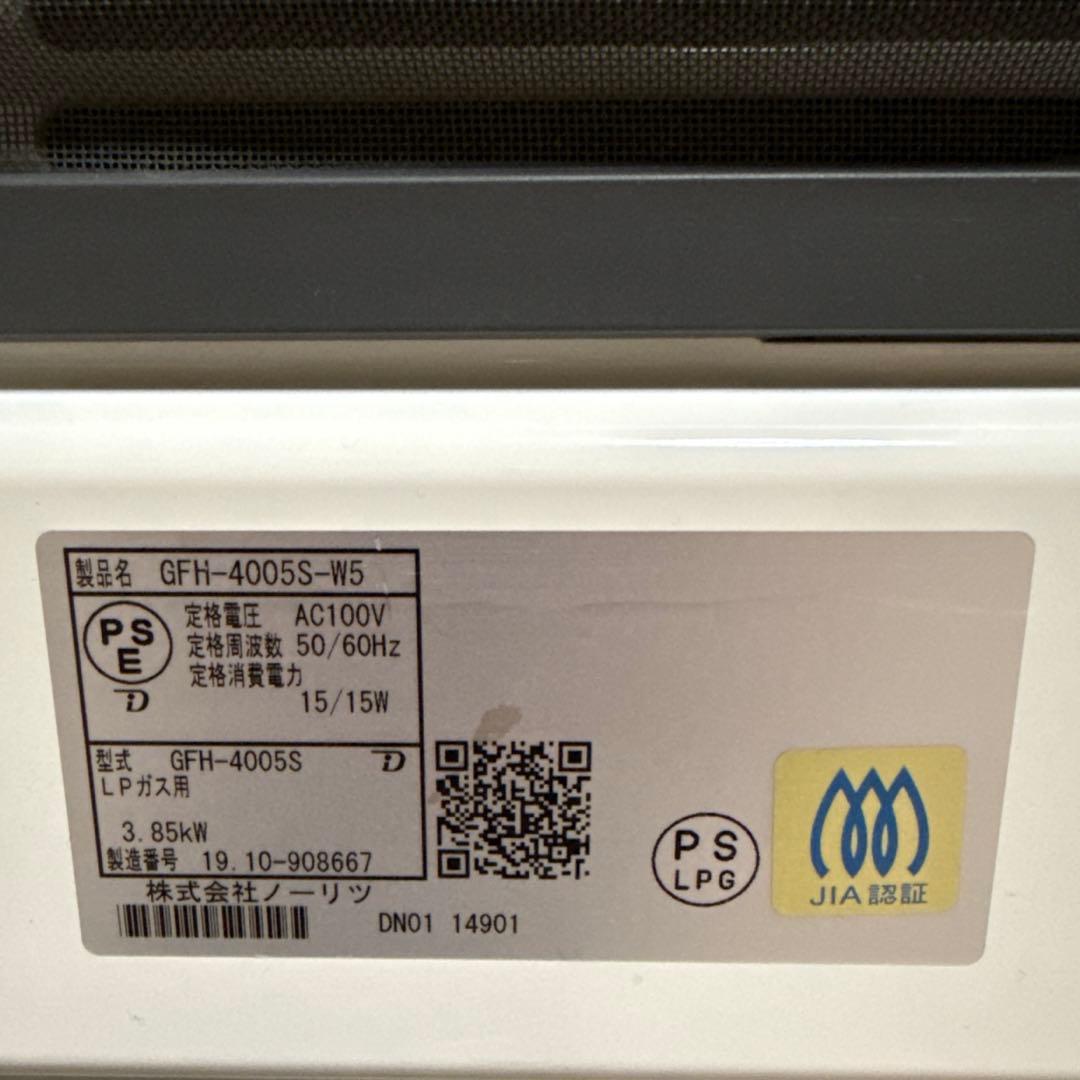 製品名 GFH-4005S-W5
PS
E
定格電圧 AC100V
定格周波数 50/60Hz
定格消費電力
15/15W
型式 GFH-4005S
LPガス用
3.85kW
製造番号 19.10-908667
株式会社ノーリツ
DN01 14901
PS
LPG
JIA認証